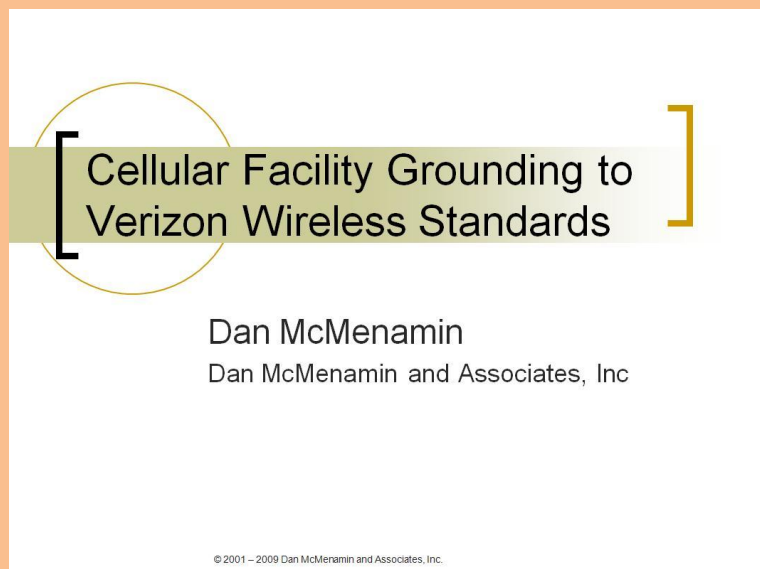 Cellular Facility Grounding to
Verizon Wireless Standards
Dan McMenamin
Dan McMenamin and Associates, Inc
© 2001 – 2009 Dan McMenamin and Associates, Inc.